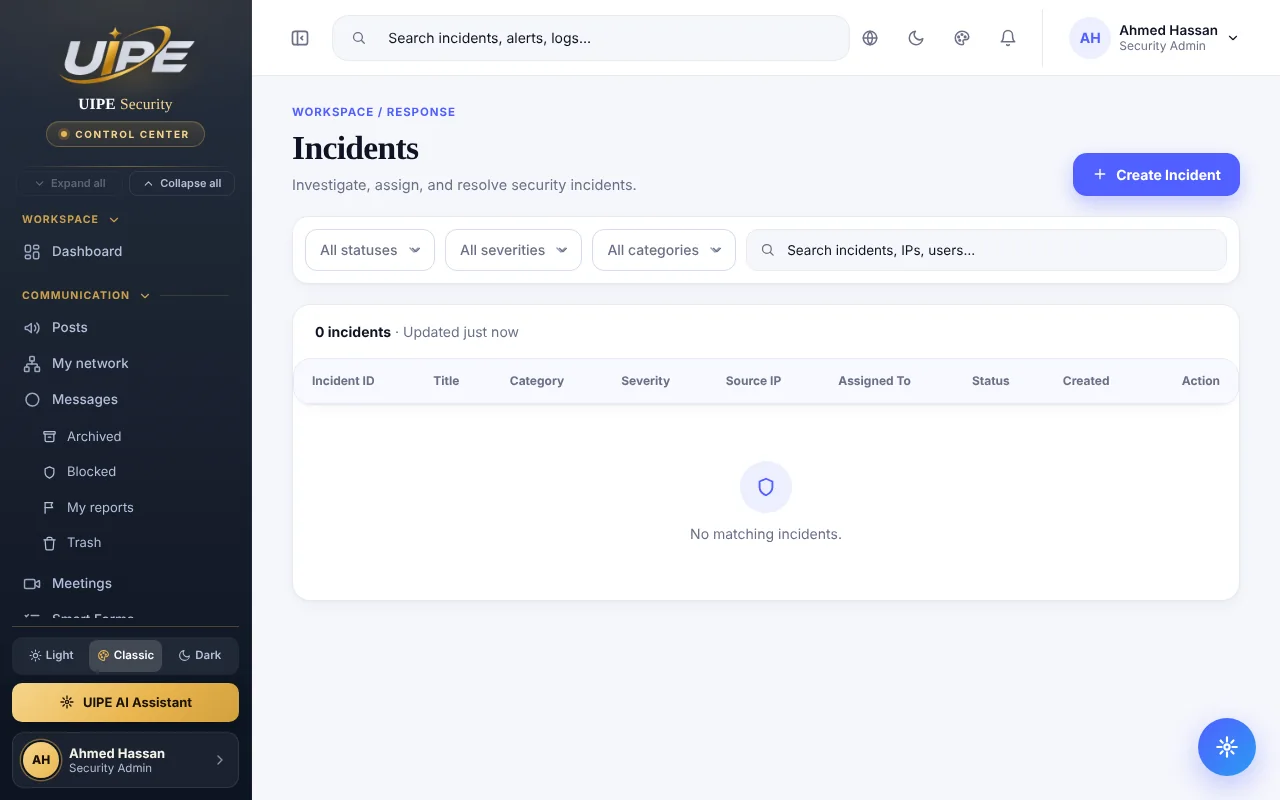 UIPE
UIPE Security
CONTROL CENTER
Expand all
Collapse all
WORKSPACE
Dashboard
COMMUNICATION
Posts
My network
Messages
Archived
Blocked
My reports
Trash
Meetings
Smart Forms
Light
Classic
Dark
UIPE AI Assistant
AH
Ahmed Hassan
Security Admin
Search incidents, alerts, logs...
AH
Ahmed Hassan
Security Admin
WORKSPACE / RESPONSE
Incidents
Investigate, assign, and resolve security incidents.
Create Incident
All statuses
All severities
All categories
Search incidents, IPs, users...
0 incidents · Updated just now
Incident ID Title Category Severity Source IP Assigned To Status Created Action
No matching incidents.